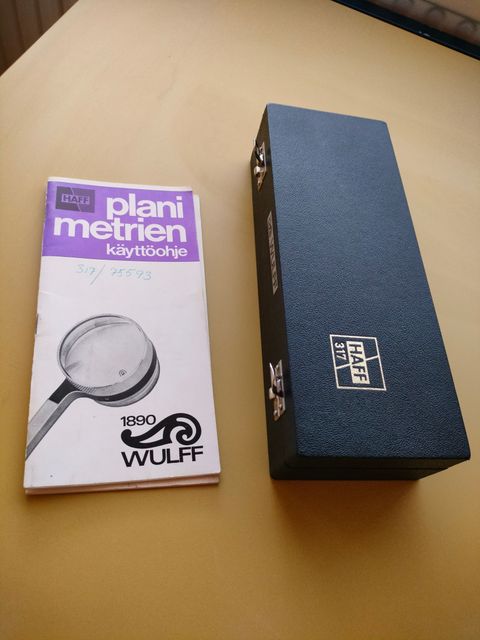 HAFF
plani
metrien
käyttöohje
317/75593
1890
WULFF
HAFF
317